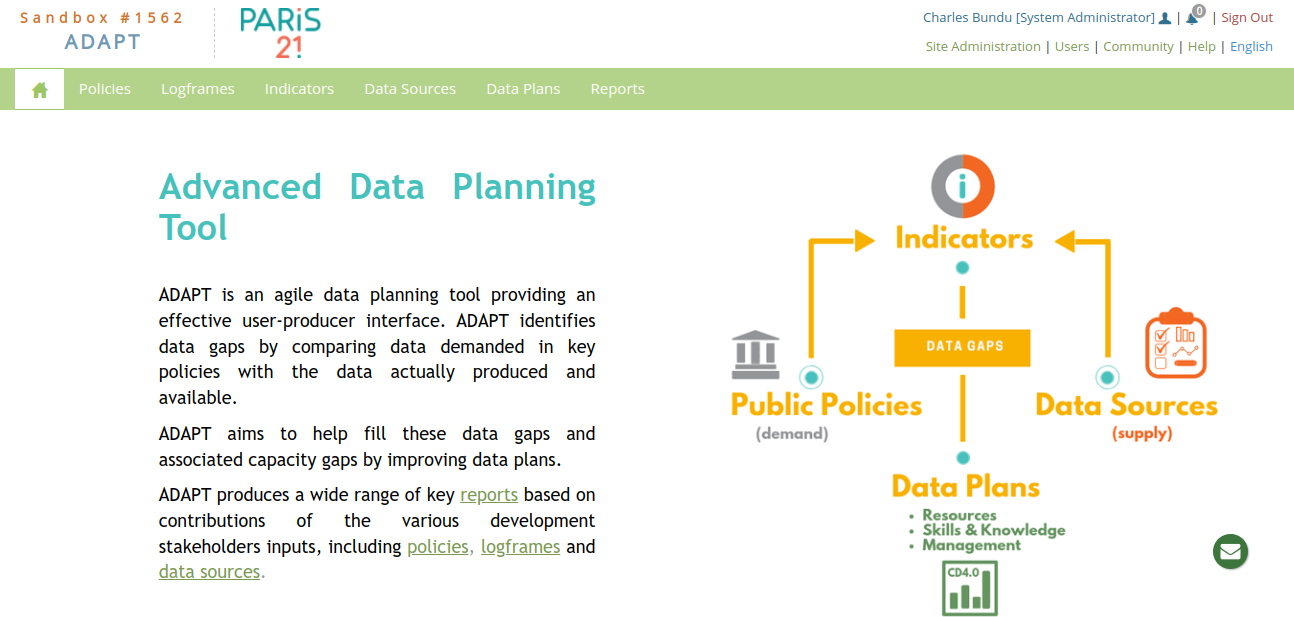 Sandbox #1562
ADAPT
PARiS
21
Charles Bundu [System Administrator] | 0 | Sign Out
Site Administration | Users | Community | Help | English
Policies Logframes Indicators Data Sources Data Plans Reports
Advanced Data Planning
Tool
ADAPT is an agile data planning tool providing an
effective user-producer interface. ADAPT identifies
data gaps by comparing data demanded in key
policies with the data actually produced and
available.
ADAPT aims to help fill these data gaps and
associated capacity gaps by improving data plans.
ADAPT produces a wide range of key reports based on
contributions of the various development
stakeholders inputs, including policies, logframes and
data sources.
i
Indicators
DATA GAPS
Public Policies
(demand)
Data Sources
(supply)
Data Plans
• Resources
• Skills & Knowledge
• Management
CD4.0